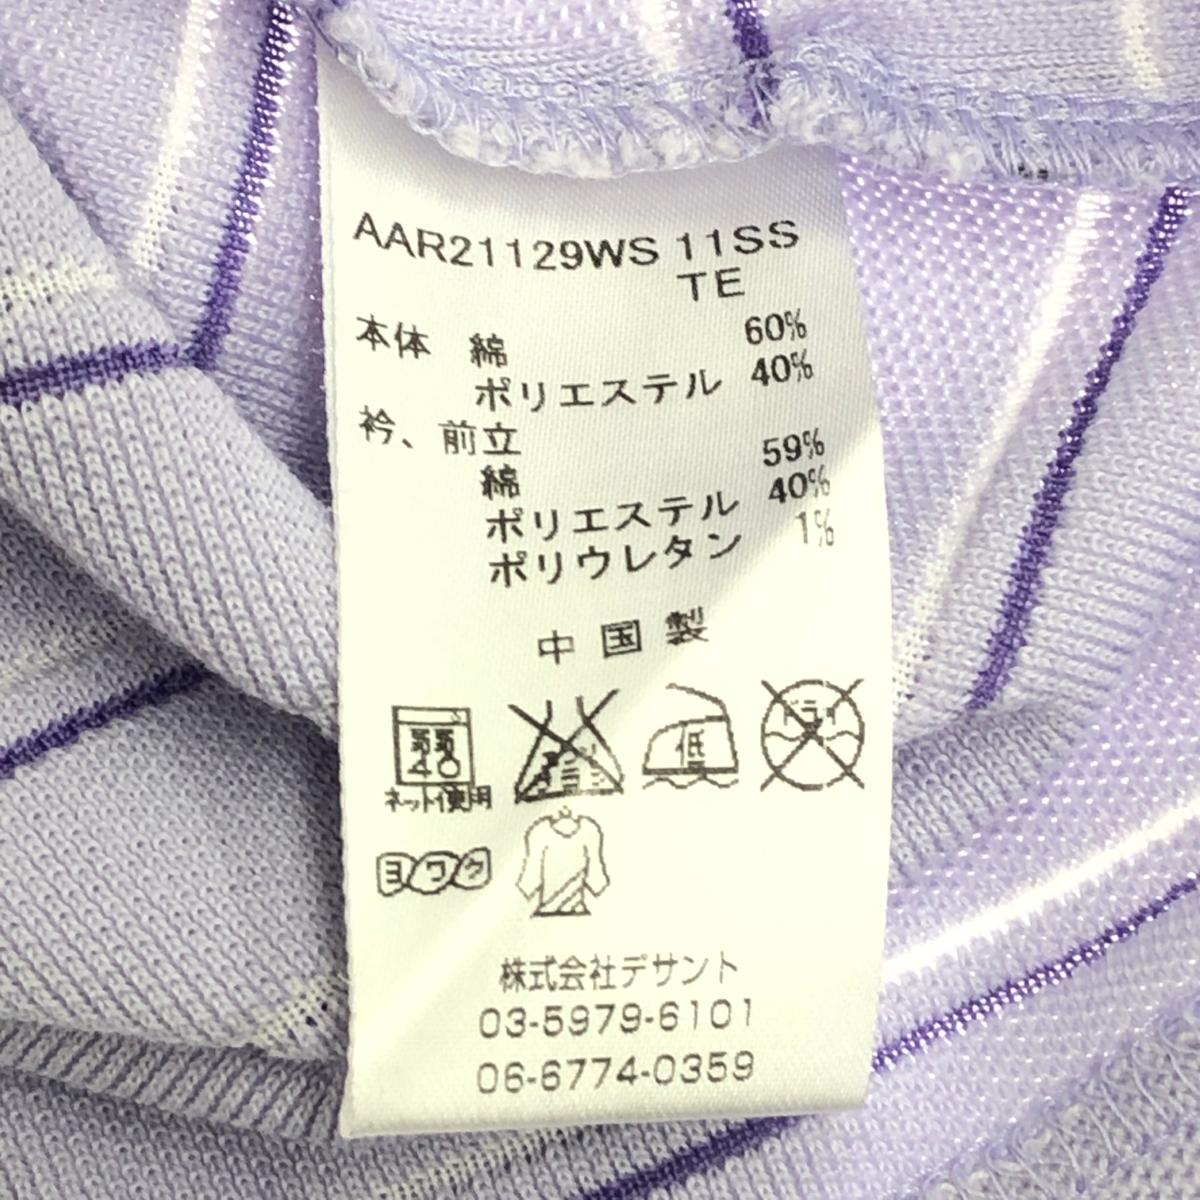 AAR21129WS 11SS
TE
本体 綿 60%
ポリエステル 40%
衿、前立
綿 59%
ポリエステル 40%
ポリウレタン 1%
中国製
弱 40 低 ドライ
ネット使用
ヨワク
株式会社デサント
03-5979-6101
06-6774-0359